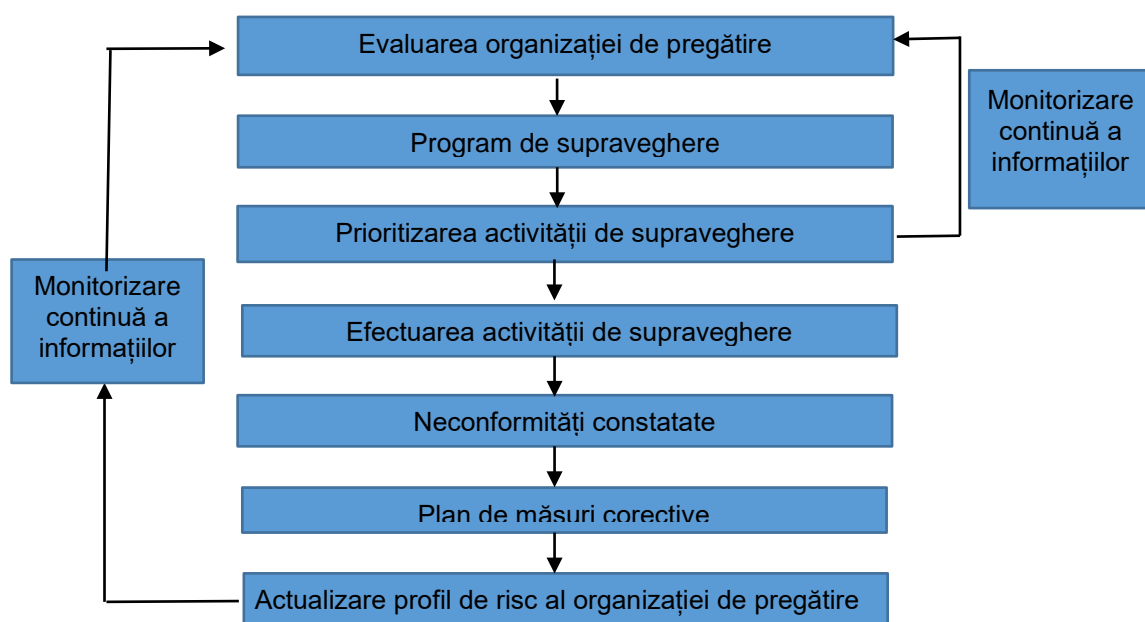 Evaluarea organizației de pregătire
Program de supraveghere
Prioritizarea activității de supraveghere
Monitorizare
continuă a
informațiilor
Efectuarea activității de supraveghere
Monitorizare
continuă a
informațiilor
Neconformități constatate
Plan de măsuri corective
Actualizare profil de risc al organizației de pregătire